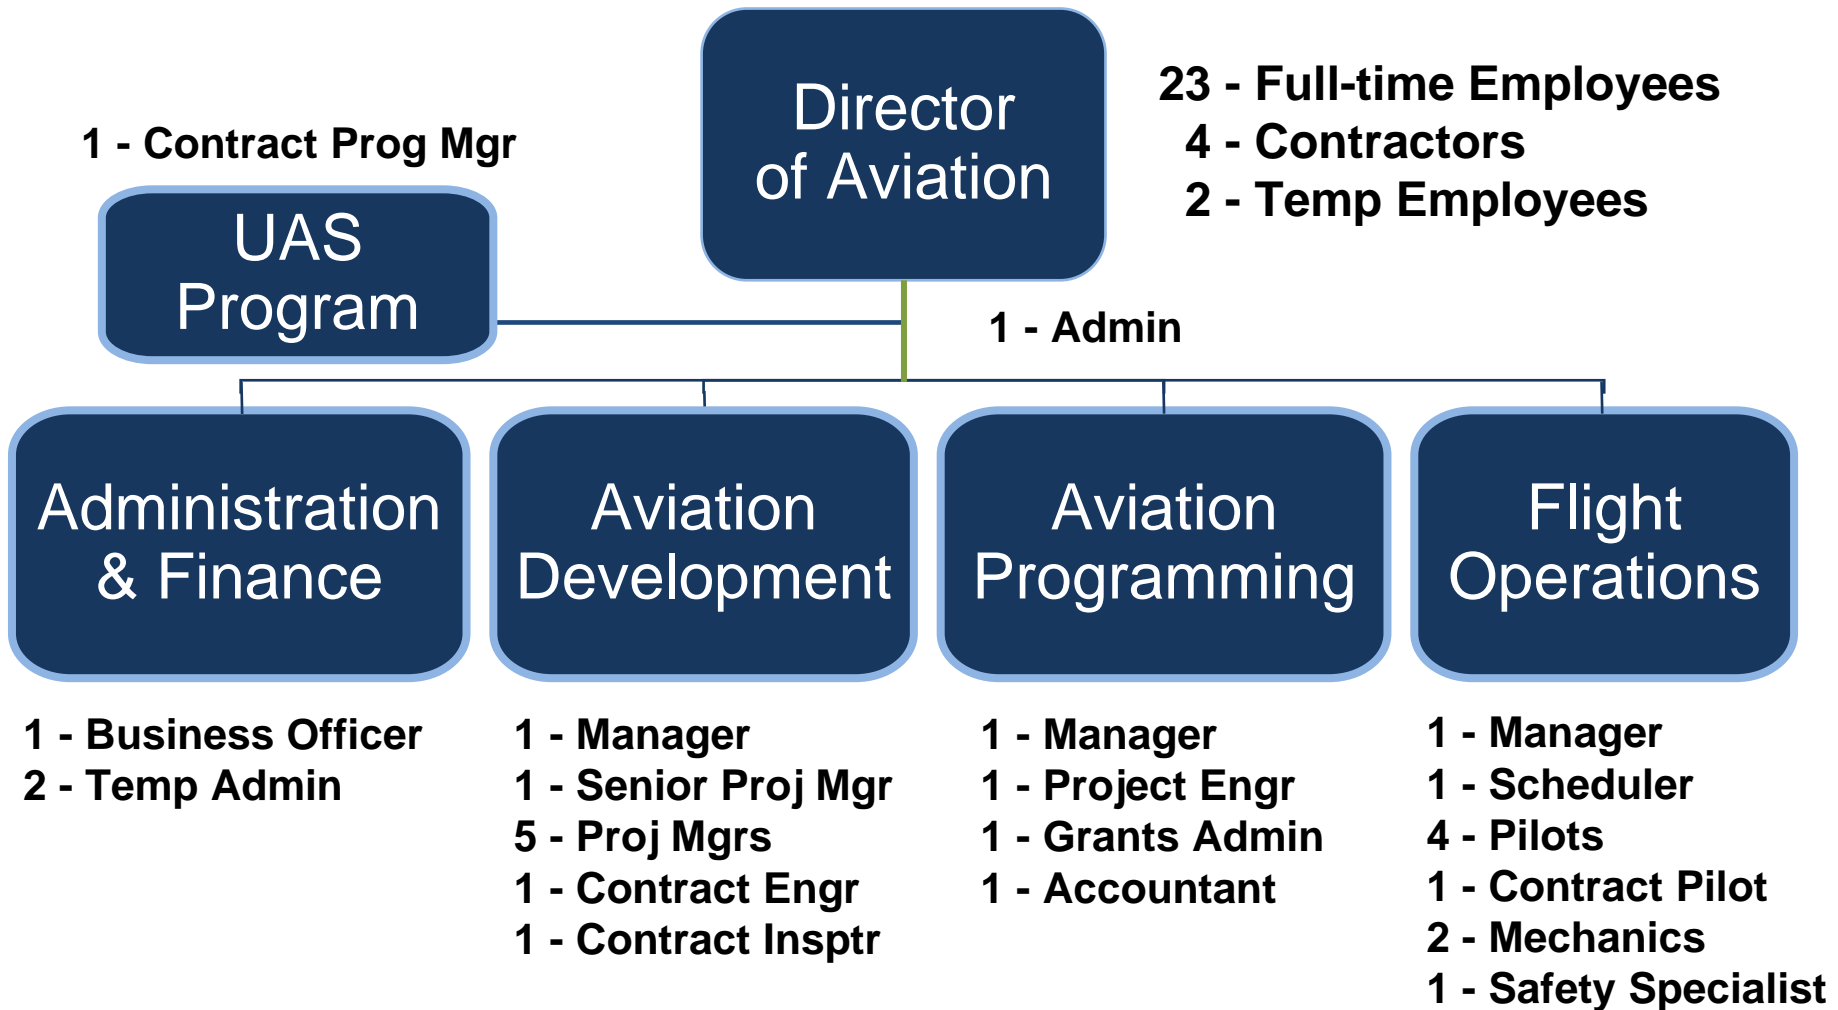 Director
of Aviation
23 - Full-time Employees
4 - Contractors
2 - Temp Employees
1 - Contract Prog Mgr
UAS
Program
1 - Admin
Administration
& Finance
1 - Business Officer
2 - Temp Admin
Aviation
Development
1 - Manager
1 - Senior Proj Mgr
5 - Proj Mgrs
1 - Contract Engr
1 - Contract Insptr
Aviation
Programming
1 - Manager
1 - Project Engr
1 - Grants Admin
1 - Accountant
Flight
Operations
1 - Manager
1 - Scheduler
4 - Pilots
1 - Contract Pilot
2 - Mechanics
1 - Safety Specialist